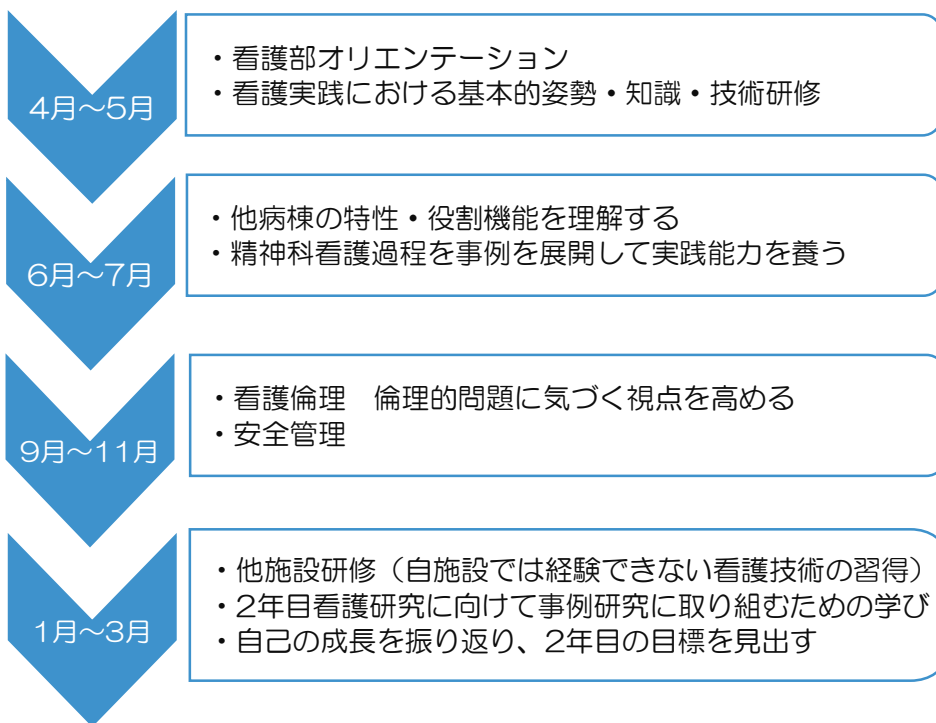 4月～5月
・看護部オリエンテーション
・看護実践における基本的姿勢・知識・技術研修
6月～7月
・他病棟の特性・役割機能を理解する
・精神科看護過程を事例を展開して実践能力を養う
9月～11月
・看護倫理　倫理的問題に気づく視点を高める
・安全管理
1月～3月
・他施設研修（自施設では経験できない看護技術の習得）
・2年目看護研究に向けて事例研究に取り組むための学び
・自己の成長を振り返り、2年目の目標を見出す